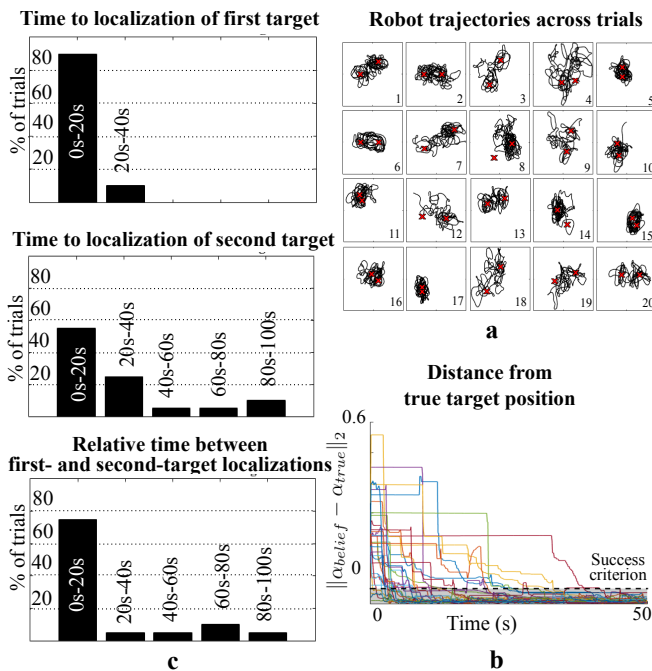 Time to localization of first target
% of trials
80
60
40
20
0s-20s
20s-40s
Time to localization of second target
% of trials
80
60
40
20
0s-20s
20s-40s
40s-60s
60s-80s
80s-100s
Relative time between
first- and second-target localizations
% of trials
80
60
40
20
0s-20s
20s-40s
40s-60s
60s-80s
80s-100s
c
Robot trajectories across trials
1 2 3 4 5
6 7 8 9 10
11 12 13 14 15
16 17 18 19 20
a
Distance from
true target position
‖α_belief − α_true‖₂
0.6
0
Success
criterion
0 50
Time (s)
b